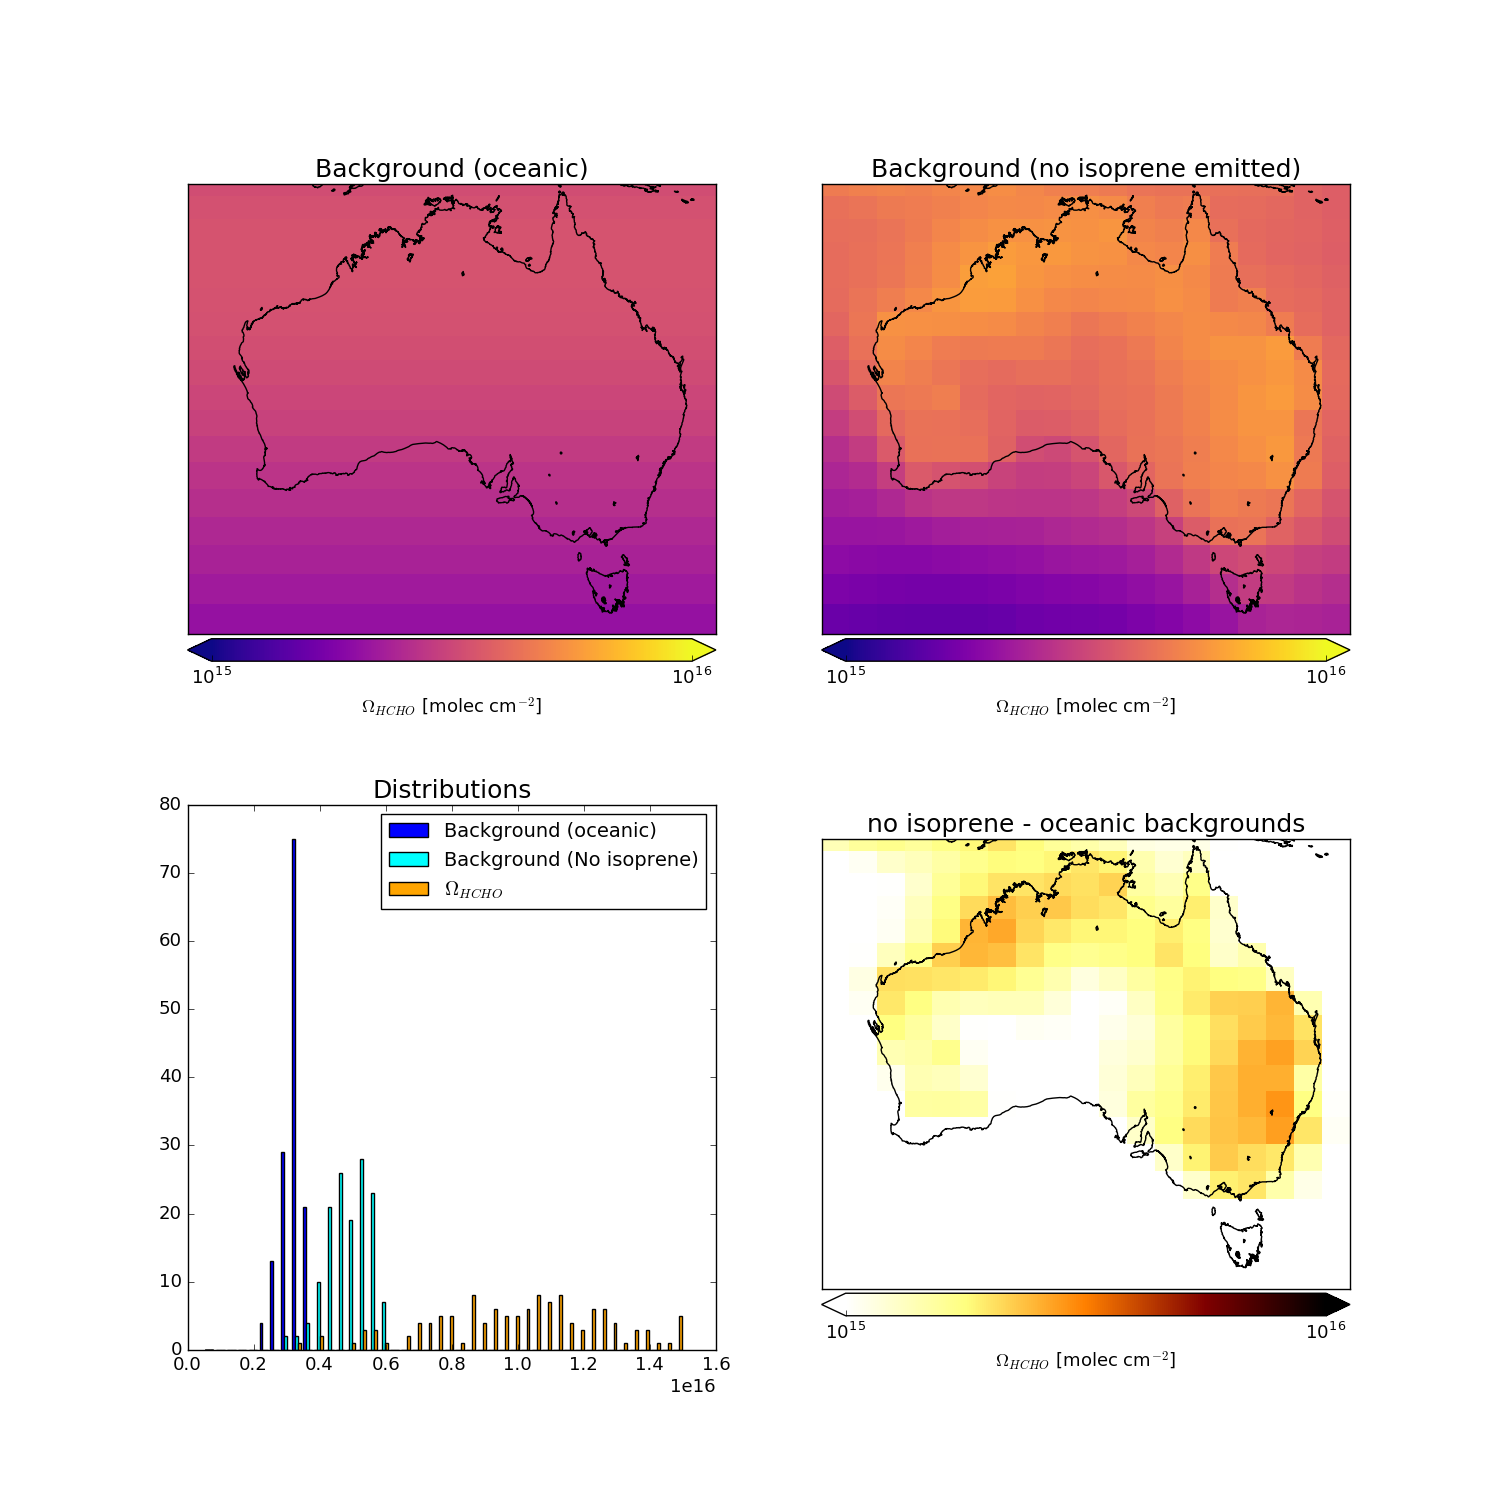 Background (oceanic)
Background (no isoprene emitted)
10^15 10^16
Ω_HCHO [molec cm^−2]
10^15 10^16
Ω_HCHO [molec cm^−2]
Distributions
80
70
60
50
40
30
20
10
0
Background (oceanic)
Background (No isoprene)
Ω_HCHO
0.0 0.2 0.4 0.6 0.8 1.0 1.2 1.4 1.6
1e16
no isoprene - oceanic backgrounds
10^15 10^16
Ω_HCHO [molec cm^−2]